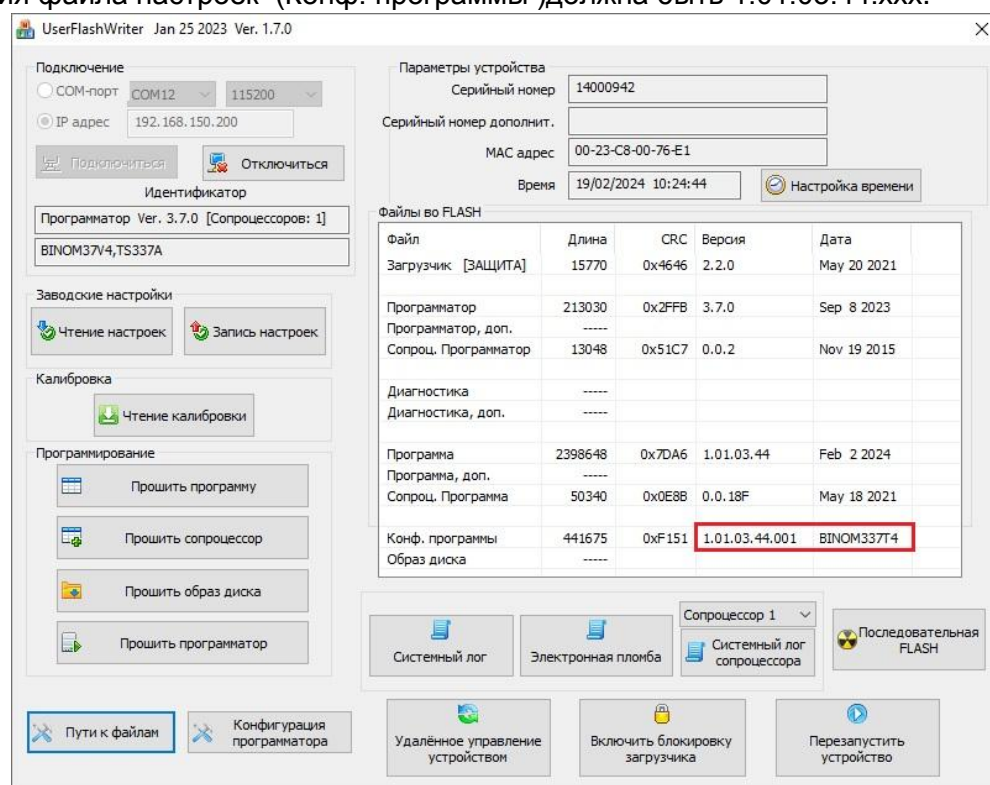 ия файла настроек (Конф. программы )должна быть 1.01.03.44.xxx.
UserFlashWriter Jan 25 2023 Ver. 1.7.0
Подключение
COM-порт COM12 115200
IP адрес 192.168.150.200
Подключиться Отключиться
Идентификатор
Программатор Ver. 3.7.0 [Сопроцессоров: 1]
BINOM37V4,TS337A
Заводские настройки
Чтение настроек Запись настроек
Калибровка
Чтение калибровки
Программирование
Прошить программу
Прошить сопроцессор
Прошить образ диска
Прошить программатор
Пути к файлам
Конфигурация
программатора
Параметры устройства
Серийный номер 14000942
Серийный номер дополнит.
MAC адрес 00-23-C8-00-76-E1
Время 19/02/2024 10:24:44 Настройка времени
Файлы во FLASH
Файл Длина CRC Версия Дата
Загрузчик [ЗАЩИТА] 15770 0x4646 2.2.0 May 20 2021
Программатор 213030 0x2FFB 3.7.0 Sep 8 2023
Программатор, доп. -----
Сопроц. Программатор 13048 0x51C7 0.0.2 Nov 19 2015
Диагностика -----
Диагностика, доп. -----
Программа 2398648 0x7DA6 1.01.03.44 Feb 2 2024
Программа, доп. -----
Сопроц. Программа 50340 0x0E8B 0.0.18F May 18 2021
Конф. программы 441675 0xF151 1.01.03.44.001 BINOM337T4
Образ диска -----
Системный лог
Электронная пломба
Сопроцессор 1
Системный лог
сопроцессора
Последовательная
FLASH
Удалённое управление
устройством
Включить блокировку
загрузчика
Перезапустить
устройство